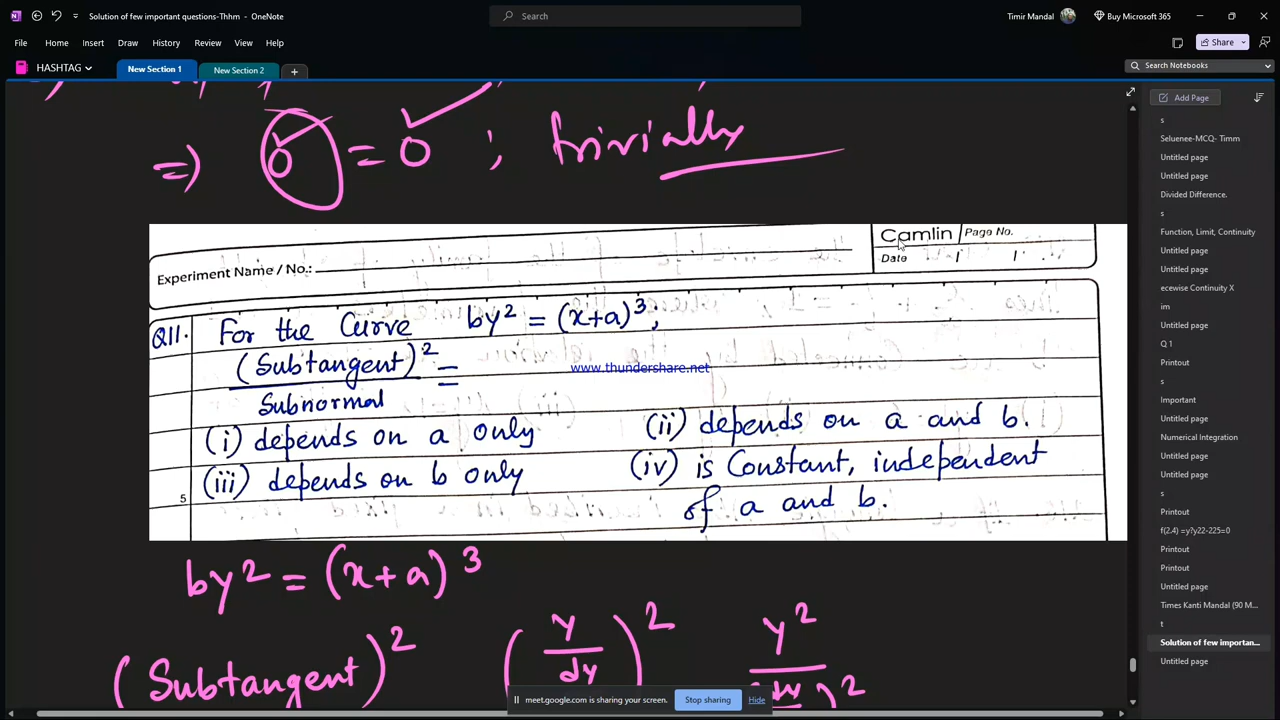 Solution of few important questions-Thhm - OneNote
Search
Timir Mandal
Buy Microsoft 365
File Home Insert Draw History Review View Help
Share
HASHTAG
New Section 1
New Section 2
Search Notebooks
=> 0 = 0 ; trivially
Camlin Page No.
Date / / .
Experiment Name / No.:
Q11. For the Curve by² = (x+a)³;
(Subtangent)² =
Subnormal
www.thundershare.net
(i) depends on a only (ii) depends on a and b.
(iii) depends on b only (iv) is Constant, independent
of a and b.
5
by² = (x+a)³
(Subtangent)² (y/dy)² y²
meet.google.com is sharing your screen. Stop sharing Hide
Add Page
s
Seluenee-MCQ- Timm
Untitled page
Untitled page
Divided Difference.
s
Function, Limit, Continuity
Untitled page
Untitled page
ecewise Continuity X
im
Untitled page
Q 1
Printout
s
Important
Untitled page
Numerical Integration
Untitled page
Untitled page
s
Printout
f(2.4) =y?y22-225=0
Printout
Printout
Untitled page
Times Kanti Mandal (90 M...
t
Solution of few importan...
Untitled page